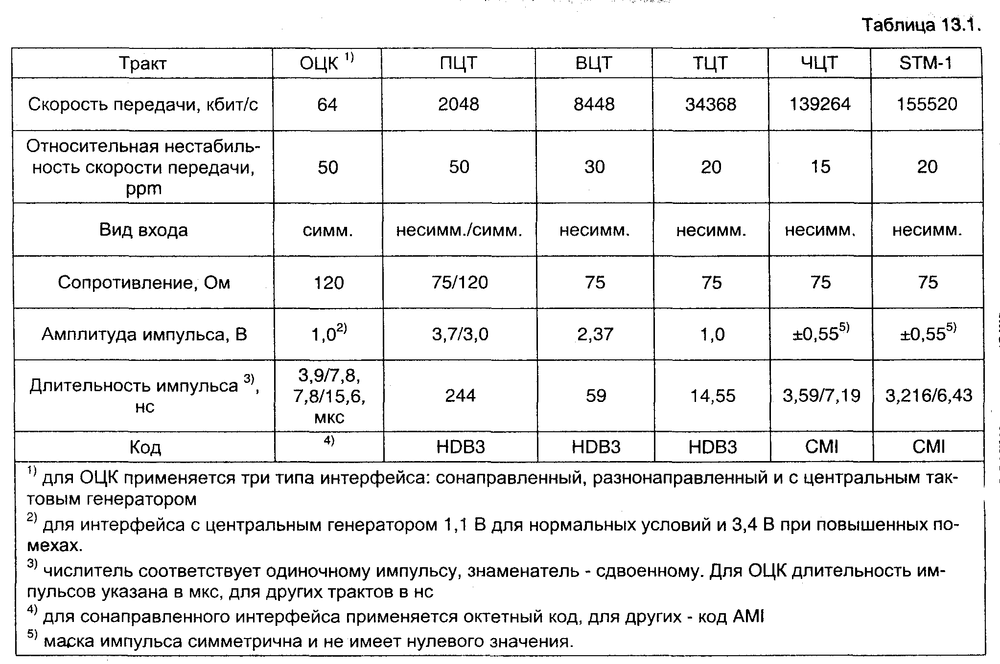 Таблица 13.1.
Тракт ОЦК 1) ПЦТ ВЦТ ТЦТ ЧЦТ STM-1
Скорость передачи, кбит/с 64 2048 8448 34368 139264 155520
Относительная нестабиль-
ность скорости передачи, 50 50 30 20 15 20
ppm
Вид входа симм. несимм./симм. несимм. несимм. несимм. несимм.
Сопротивление, Ом 120 75/120 75 75 75 75
Амплитуда импульса, В 1,0 2) 3,7/3,0 2,37 1,0 ±0,55 5) ±0,55 5)
Длительность импульса 3),
нс
3,9/7,8,
7,8/15,6,
мкс
244 59 14,55 3,59/7,19 3,216/6,43
Код 4) HDB3 HDB3 HDB3 CMI CMI
1) для ОЦК применяется три типа интерфейса: сонаправленный, разнонаправленный и с центральным так-
товым генератором
2) для интерфейса с центральным генератором 1,1 В для нормальных условий и 3,4 В при повышенных по-
мехах.
3) числитель соответствует одиночному импульсу, знаменатель - сдвоенному. Для ОЦК длительность им-
пульсов указана в мкс, для других трактов в нс
4) для сонаправленного интерфейса применяется октетный код, для других - код AMI
5) маска импульса симметрична и не имеет нулевого значения.